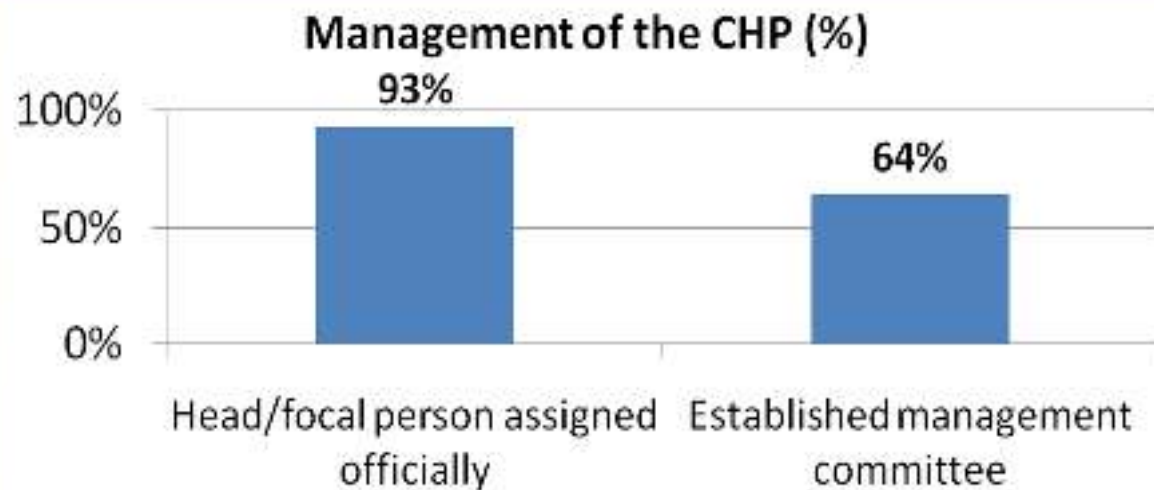 Management of the CHP (%)
93%
100%
64%
50%
0%
Head/focal person assigned
officially
Established management
committee